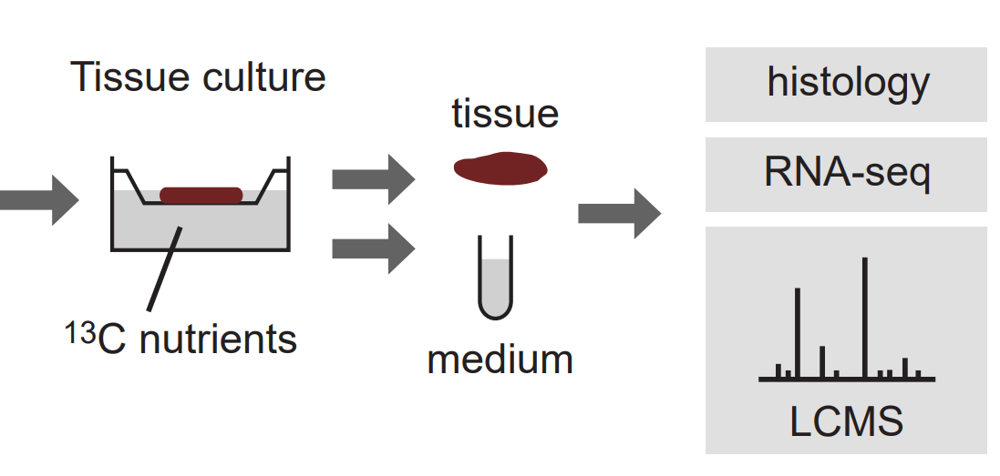 Tissue culture
¹³C nutrients
tissue
medium
histology
RNA-seq
LCMS